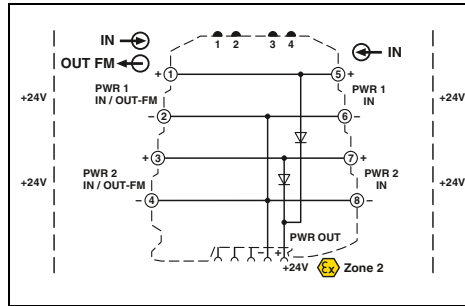 IN
1 2 3 4
IN
OUT FM
+ 1
5 +
PWR 1
IN / OUT-FM
PWR 1
IN
+24V
+24V
− 2
6 −
+ 3
7 +
PWR 2
IN / OUT-FM
PWR 2
IN
+24V
+24V
− 4
8 −
PWR OUT
− +
+24V
Ex Zone 2